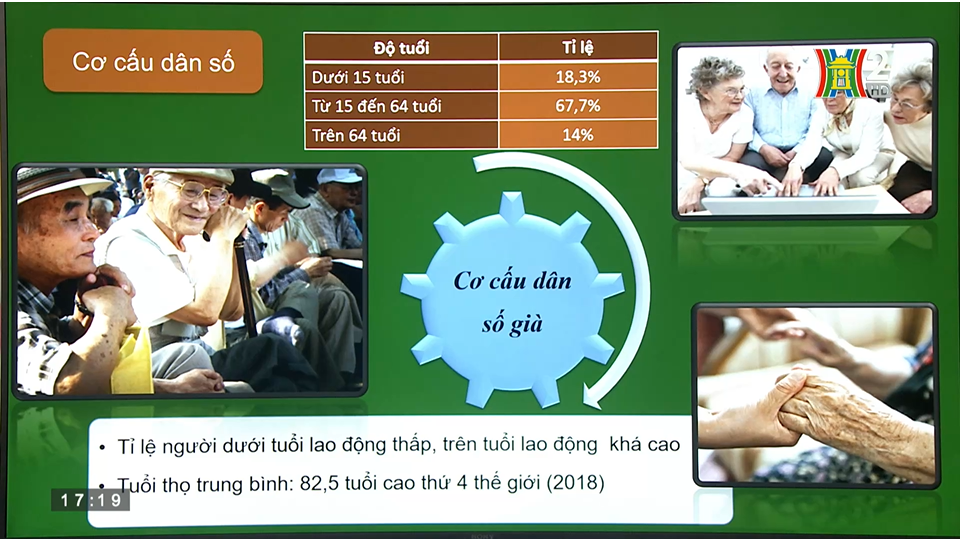 Cơ cấu dân số
Độ tuổi Tỉ lệ
Dưới 15 tuổi 18,3%
Từ 15 đến 64 tuổi 67,7%
Trên 64 tuổi 14%
2
HD
Cơ cấu dân
số già
• Tỉ lệ người dưới tuổi lao động thấp, trên tuổi lao động khá cao
• Tuổi thọ trung bình: 82,5 tuổi cao thứ 4 thế giới (2018)
17:19
SONY